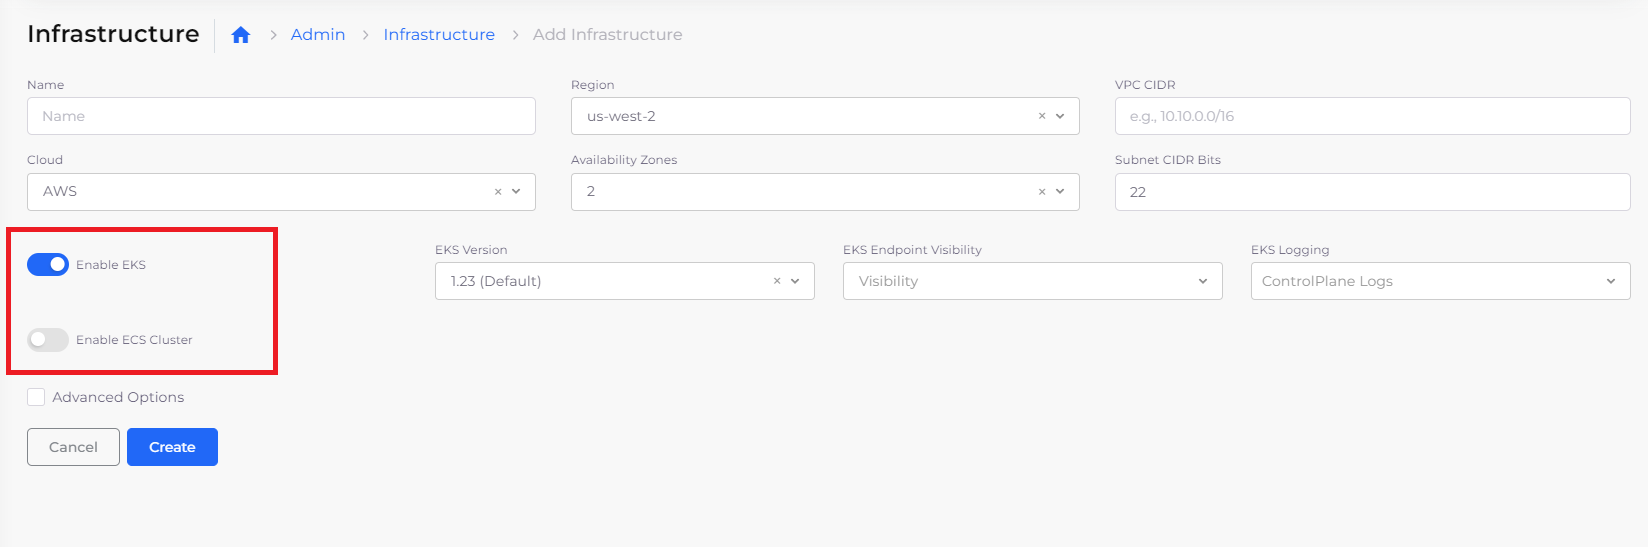 Infrastructure Admin Infrastructure Add Infrastructure
Name Region VPC CIDR
Name us-west-2 e.g., 10.10.0.0/16
Cloud Availability Zones Subnet CIDR Bits
AWS 2 22
Enable EKS EKS Version EKS Endpoint Visibility EKS Logging
1.23 (Default) Visibility ControlPlane Logs
Enable ECS Cluster
Advanced Options
Cancel Create